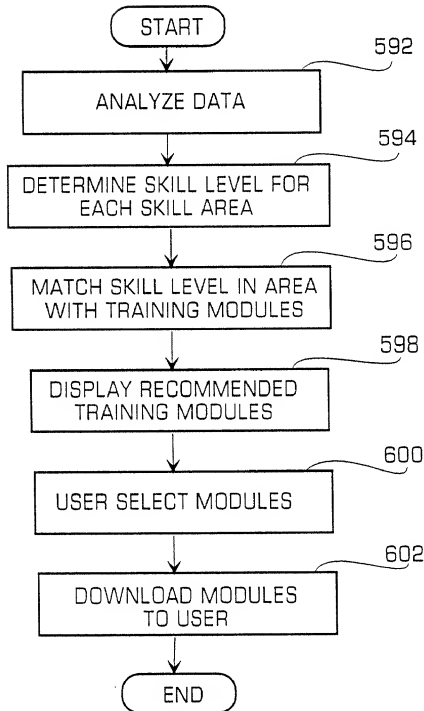 START
592
ANALYZE DATA
594
DETERMINE SKILL LEVEL FOR
EACH SKILL AREA
596
MATCH SKILL LEVEL IN AREA
WITH TRAINING MODULES
598
DISPLAY RECOMMENDED
TRAINING MODULES
600
USER SELECT MODULES
602
DOWNLOAD MODULES
TO USER
END